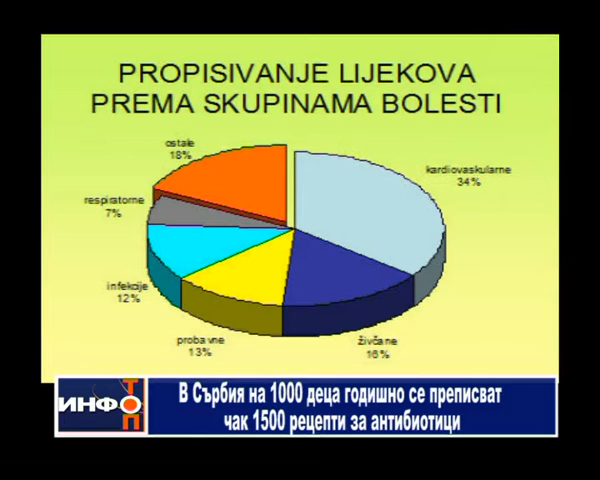 PROPISIVANJE LIJEKOVA
PREMA SKUPINAMA BOLESTI
ostale
18%
kardiovaskularne
34%
respiratorne
7%
infekcije
12%
probavne
13%
živčane
16%
ИНФО
ТОП
В Сърбия на 1000 деца годишно се преписват
чак 1500 рецепти за антибиотици